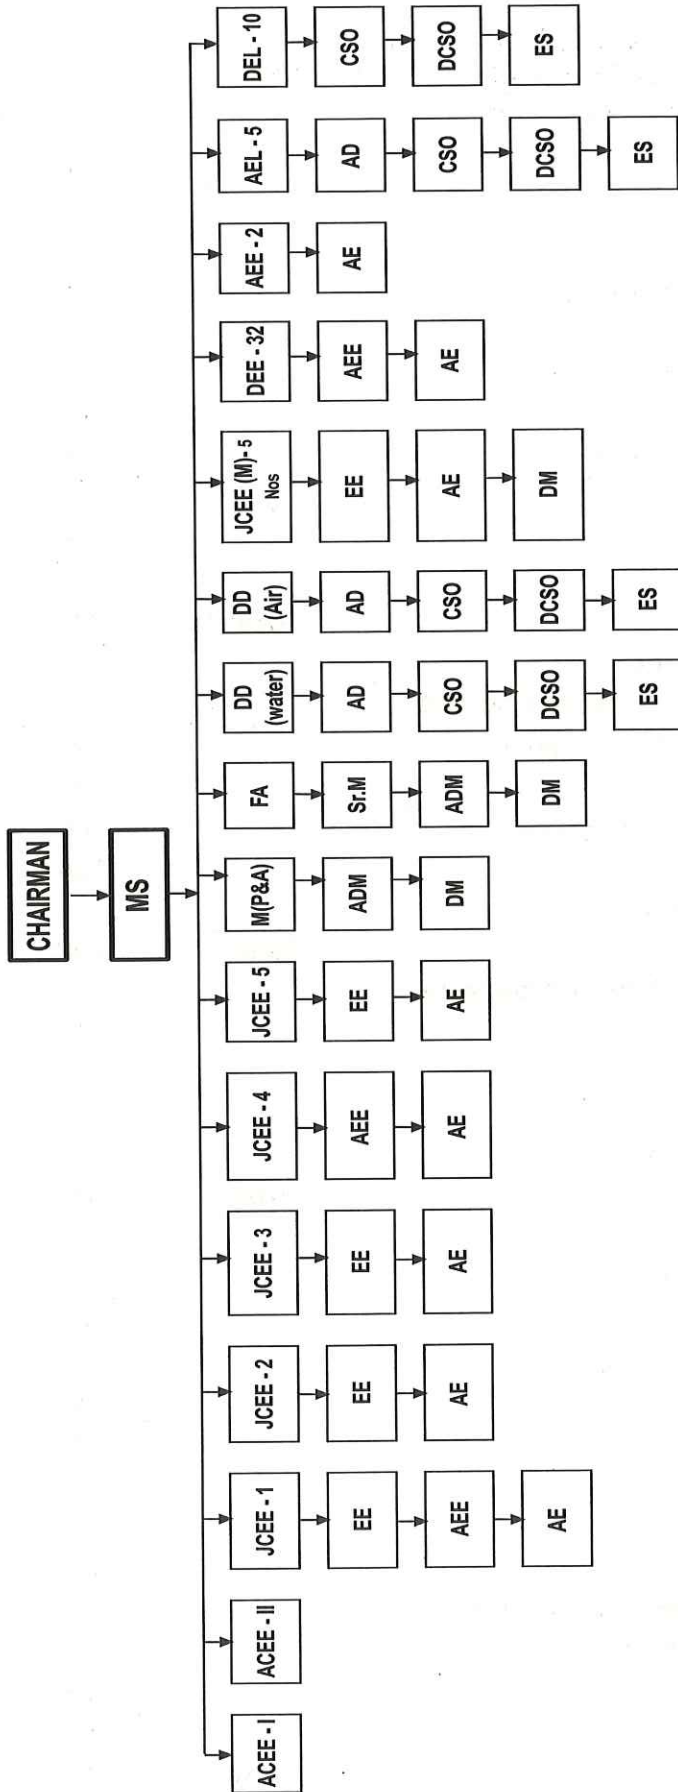 CHAIRMAN
MS
ACEE - I
ACEE - II
JCEE - 1
EE
AEE
AE
JCEE - 2
EE
AE
JCEE - 3
EE
AE
JCEE - 4
AEE
AE
JCEE - 5
EE
AE
M(P&A)
ADM
DM
FA
Sr.M
ADM
DM
DD
(water)
AD
CSO
DCSO
ES
DD
(Air)
AD
CSO
DCSO
ES
JCEE (M)- 5
Nos
EE
AE
DM
DEE - 32
AEE
AE
AEE - 2
AE
AEL - 5
AD
CSO
DCSO
ES
DEL - 10
CSO
DCSO
ES